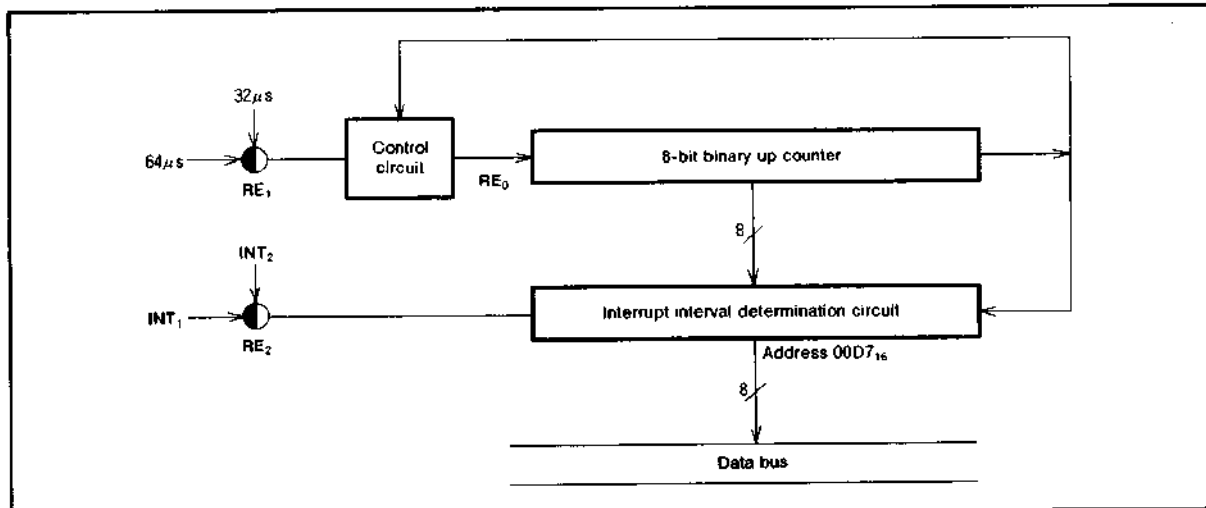 32μs
64μs
RE₁
Control
circuit
RE₀
8-bit binary up counter
8
INT₂
INT₁
RE₂
Interrupt interval determination circuit
Address 00D7₁₆
8
Data bus